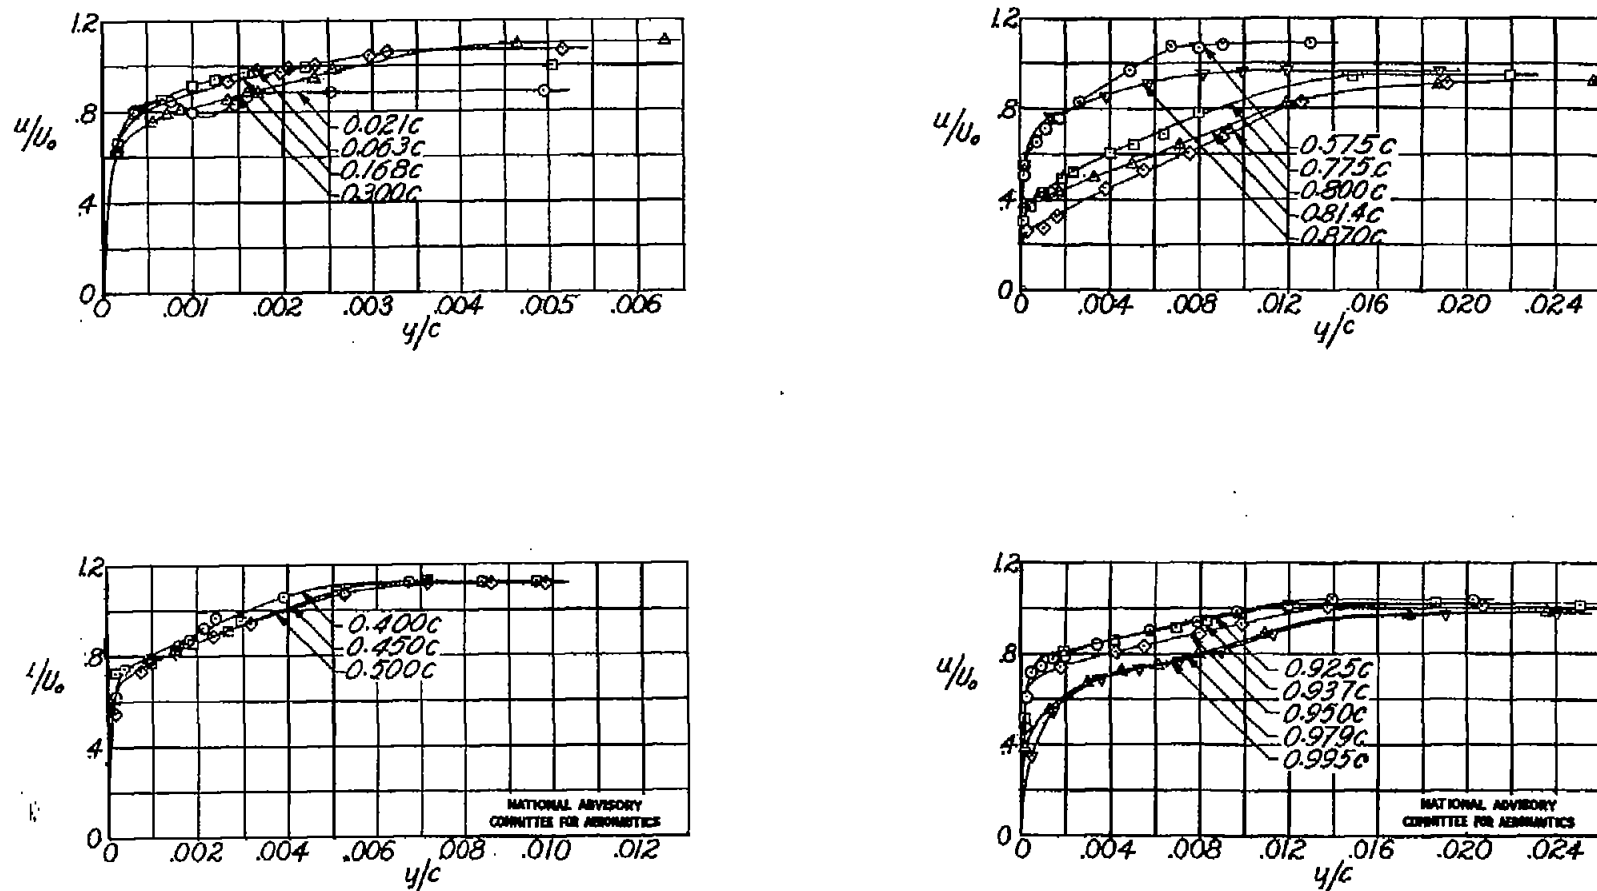 1.2
.8
u/U₀
.4
0
0 .001 .002 .003 .004 .005 .006
y/c
0.021c
0.063c
0.168c
0.300c
1.2
.8
u/U₀
.4
0
0 .004 .008 .012 .016 .020 .024
y/c
0.575c
0.775c
0.800c
0.814c
0.870c
1.2
.8
/U₀
.4
0
0 .002 .004 .006 .008 .010 .012
y/c
0.400c
0.450c
0.500c
NATIONAL ADVISORY
COMMITTEE FOR AERONAUTICS
1.2
.8
u/U₀
.4
0
0 .004 .008 .012 .016 .020 .024
y/c
0.925c
0.937c
0.950c
0.979c
0.995c
NATIONAL ADVISORY
COMMITTEE FOR AERONAUTICS